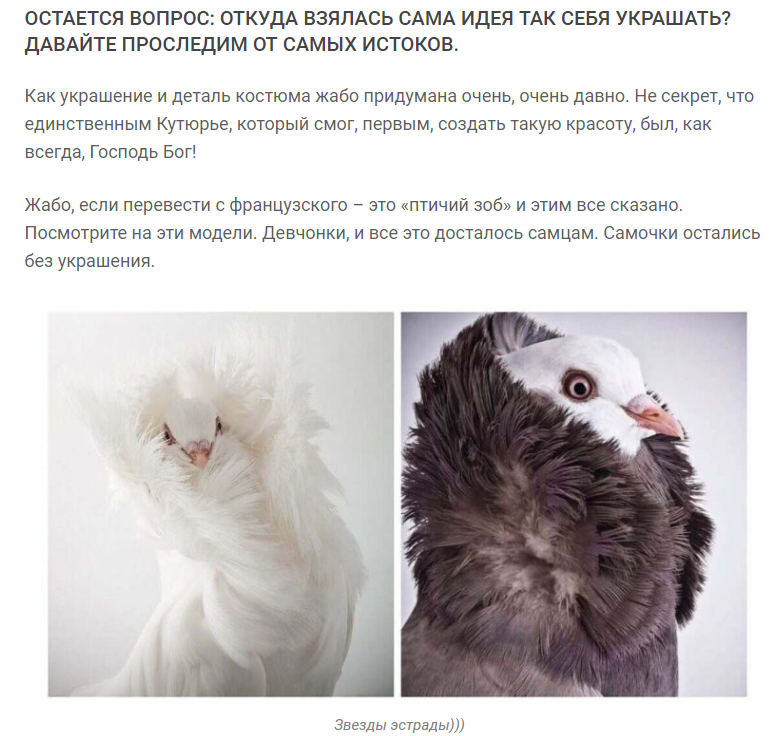 ОСТАЕТСЯ ВОПРОС: ОТКУДА ВЗЯЛАСЬ САМА ИДЕЯ ТАК СЕБЯ УКРАШАТЬ?
ДАВАЙТЕ ПРОСЛЕДИМ ОТ САМЫХ ИСТОКОВ.
Как украшение и деталь костюма жабо придумана очень, очень давно. Не секрет, что
единственным Кутюрье, который смог, первым, создать такую красоту, был, как
всегда, Господь Бог!
Жабо, если перевести с французского – это «птичий зоб» и этим все сказано.
Посмотрите на эти модели. Девчонки, и все это досталось самцам. Самочки остались
без украшения.
Звезды эстрады)))